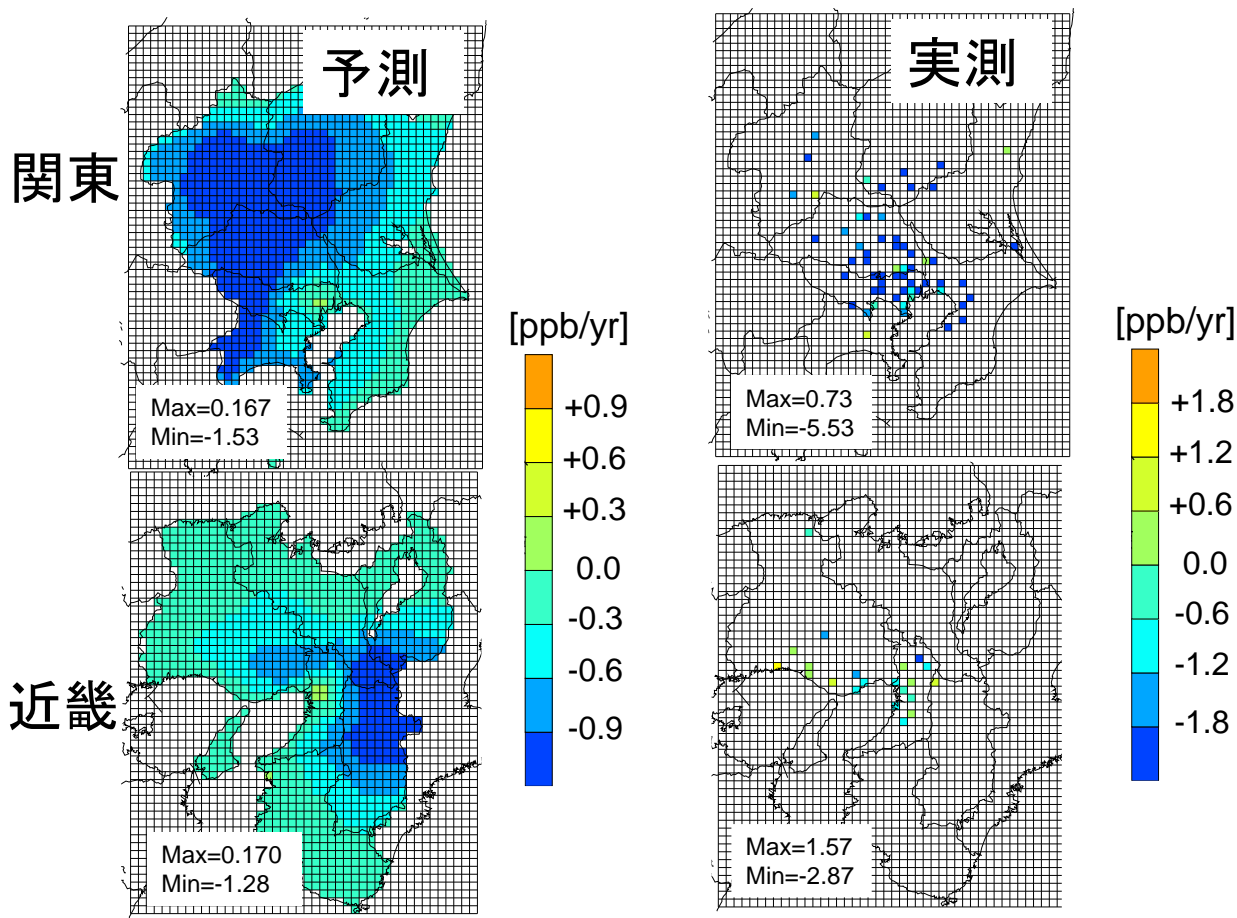 予測
実測
関東
Max=0.167
Min=-1.53
Max=0.73
Min=-5.53
[ppb/yr]
+0.9
+0.6
+0.3
0.0
-0.3
-0.6
-0.9
[ppb/yr]
+1.8
+1.2
+0.6
0.0
-0.6
-1.2
-1.8
近畿
Max=0.170
Min=-1.28
Max=1.57
Min=-2.87